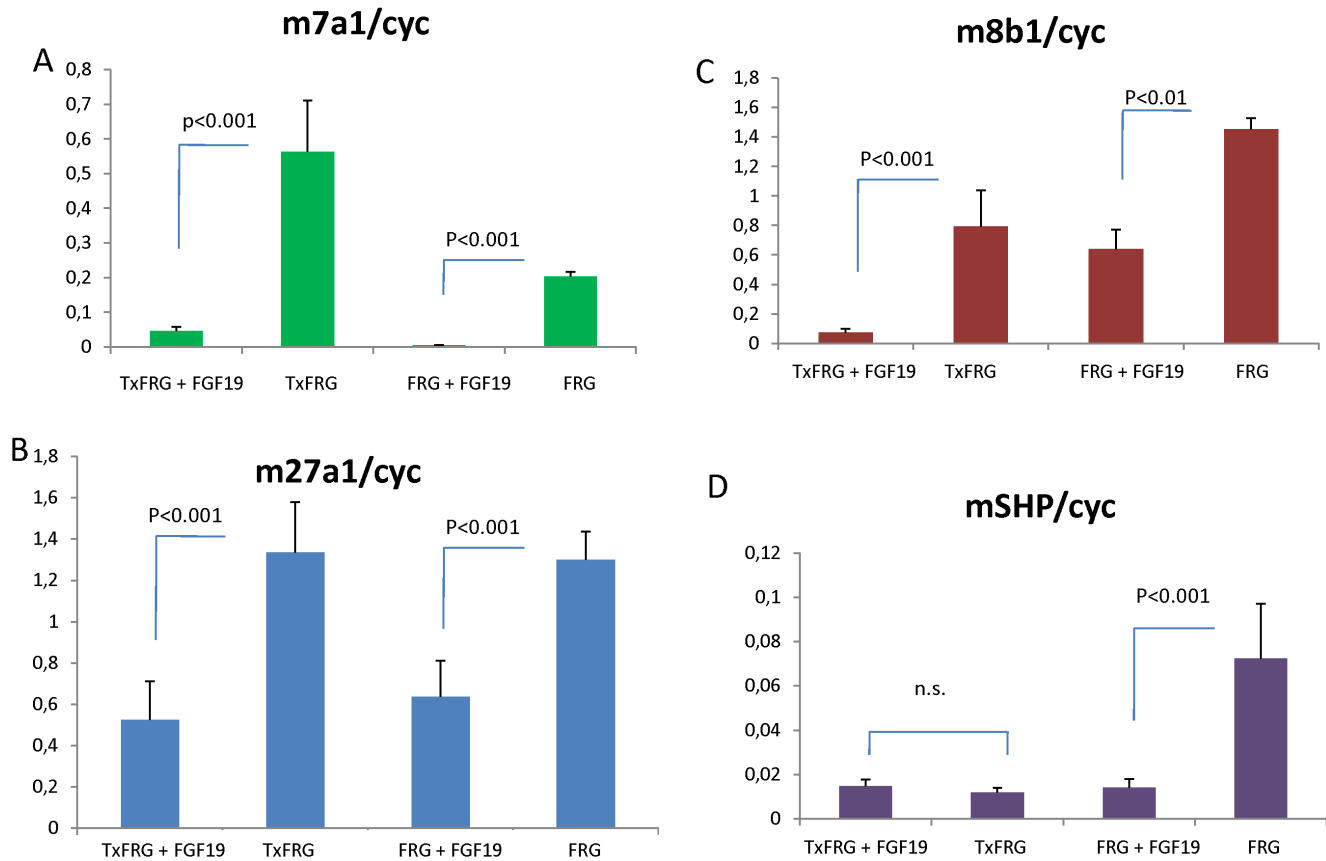 m7a1/cyc
A
0,8
0,7
0,6
0,5
0,4
0,3
0,2
0,1
0
p<0.001
P<0.001
TxFRG + FGF19 TxFRG FRG + FGF19 FRG
B
m27a1/cyc
1,8
1,6
1,4
1,2
1
0,8
0,6
0,4
0,2
0
P<0.001
P<0.001
TxFRG + FGF19 TxFRG FRG + FGF19 FRG
m8b1/cyc
C
1,8
1,6
1,4
1,2
1
0,8
0,6
0,4
0,2
0
P<0.001
P<0.01
TxFRG + FGF19 TxFRG FRG + FGF19 FRG
D
mSHP/cyc
0,12
0,1
0,08
0,06
0,04
0,02
0
n.s.
P<0.001
TxFRG + FGF19 TxFRG FRG + FGF19 FRG